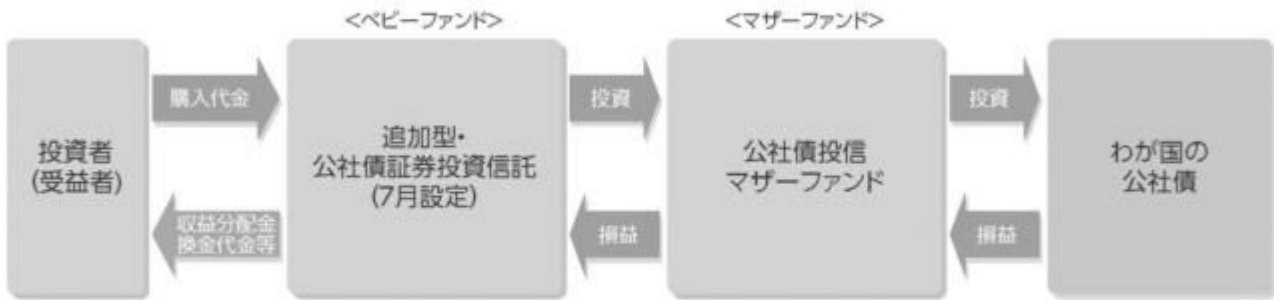 <ベビーファンド>
<マザーファンド>
投資者
(受益者)
購入代金
収益分配金
換金代金等
追加型・
公社債証券投資信託
(7月設定)
投資
損益
公社債投信
マザーファンド
投資
損益
わが国の
公社債